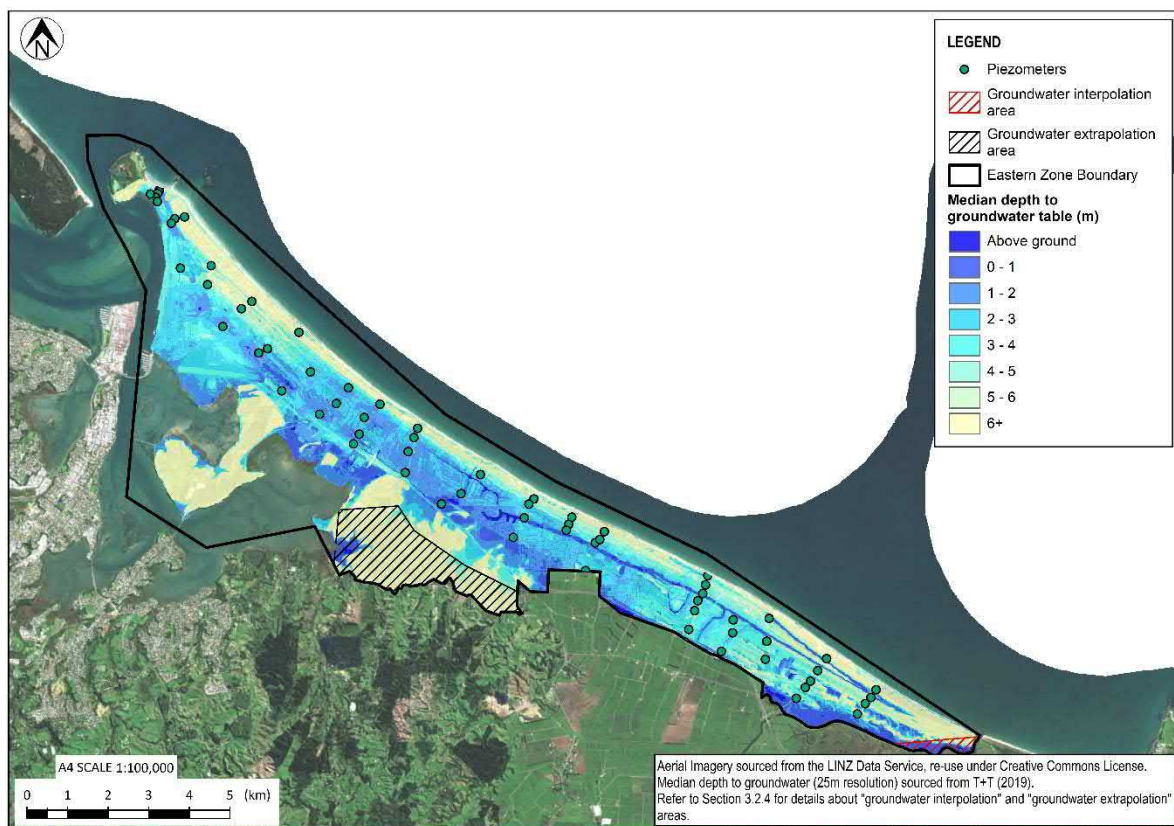 N
LEGEND
Piezometers
Groundwater interpolation
area
Groundwater extrapolation
area
Eastern Zone Boundary
Median depth to
groundwater table (m)
Above ground
0 - 1
1 - 2
2 - 3
3 - 4
4 - 5
5 - 6
6+
A4 SCALE 1:100,000
0 1 2 3 4 5 (km)
Aerial Imagery sourced from the LINZ Data Service, re-use under Creative Commons License.
Median depth to groundwater (25m resolution) sourced from T+T (2019).
Refer to Section 3.2.4 for details about "groundwater interpolation" and "groundwater extrapolation"
areas.